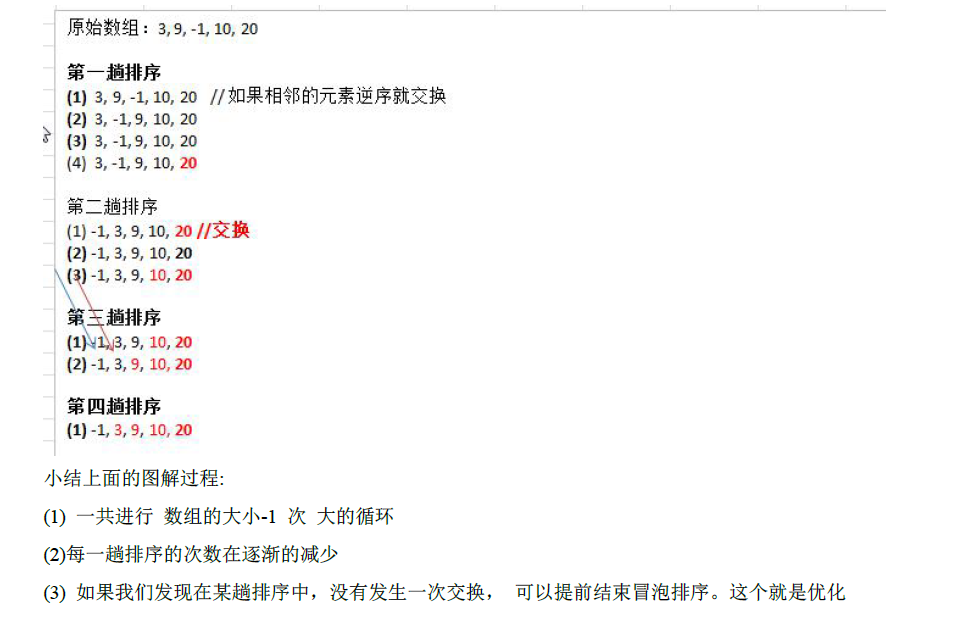 原始数组：3, 9, -1, 10, 20
第一趟排序
(1) 3, 9, -1, 10, 20 //如果相邻的元素逆序就交换
(2) 3, -1, 9, 10, 20
(3) 3, -1, 9, 10, 20
(4) 3, -1, 9, 10, 20
第二趟排序
(1) -1, 3, 9, 10, 20 //交换
(2) -1, 3, 9, 10, 20
(3) -1, 3, 9, 10, 20
第三趟排序
(1) -1, 3, 9, 10, 20
(2) -1, 3, 9, 10, 20
第四趟排序
(1) -1, 3, 9, 10, 20
小结上面的图解过程:
(1) 一共进行 数组的大小-1 次 大的循环
(2)每一趟排序的次数在逐渐的减少
(3) 如果我们发现在某趟排序中，没有发生一次交换， 可以提前结束冒泡排序。这个就是优化